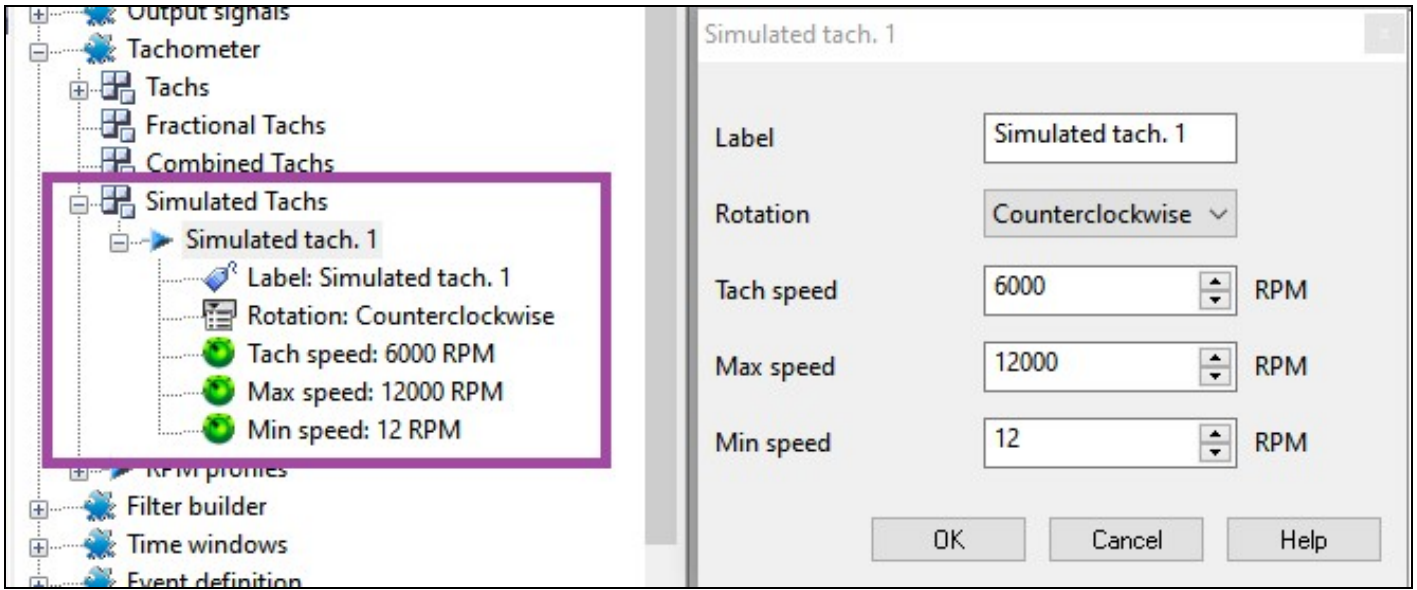 Output signals
Tachometer
Tachs
Fractional Tachs
Combined Tachs
Simulated Tachs
Simulated tach. 1
Label: Simulated tach. 1
Rotation: Counterclockwise
Tach speed: 6000 RPM
Max speed: 12000 RPM
Min speed: 12 RPM
RPM profiles
Filter builder
Time windows
Event definition
Simulated tach. 1
Label Simulated tach. 1
Rotation Counterclockwise
Tach speed 6000 RPM
Max speed 12000 RPM
Min speed 12 RPM
OK Cancel Help